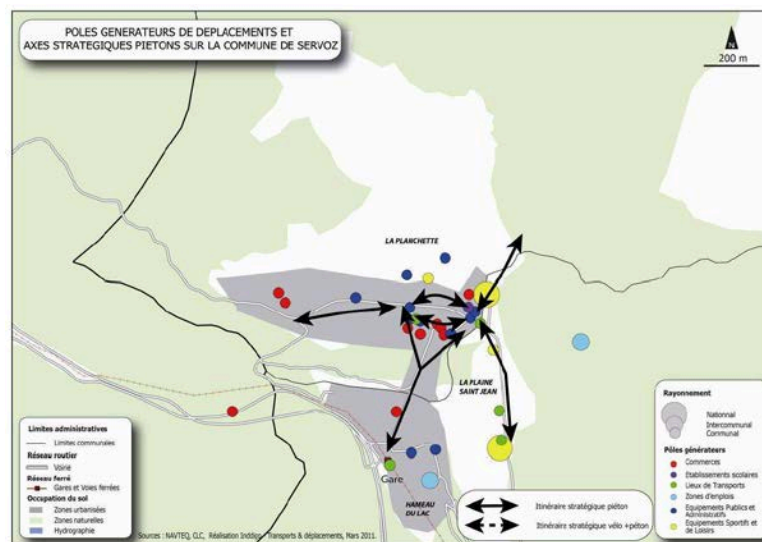 POLES GENERATEURS DE DEPLACEMENTS ET
AXES STRATEGIQUES PIETONS SUR LA COMMUNE DE SERVOZ
N
200 m
LA PLANCHETTE
LA PLAINE
SAINT JEAN
Gare
HAMEAU
DU LAC
Limites administratives
Limites communales
Réseau routier
Voirie
Réseau ferré
Gares et Voies ferrées
Occupation du sol
Zones urbanisées
Zones naturelles
Hydrographie
Sources : NAVTEQ, CLC, Réalisation Inddigo - Transports & déplacements, Mars 2011.
Itinéraire stratégique piéton
Itinéraire stratégique vélo +péton
Rayonnement
Nationnal
Intercommunal
Communal
Pôles générateurs
Commerces
Etablissements scolaires
Lieux de Transports
Zones d'emplois
Equipements Publics et
Administratifs
Equipements Sportifs et
de Loisirs